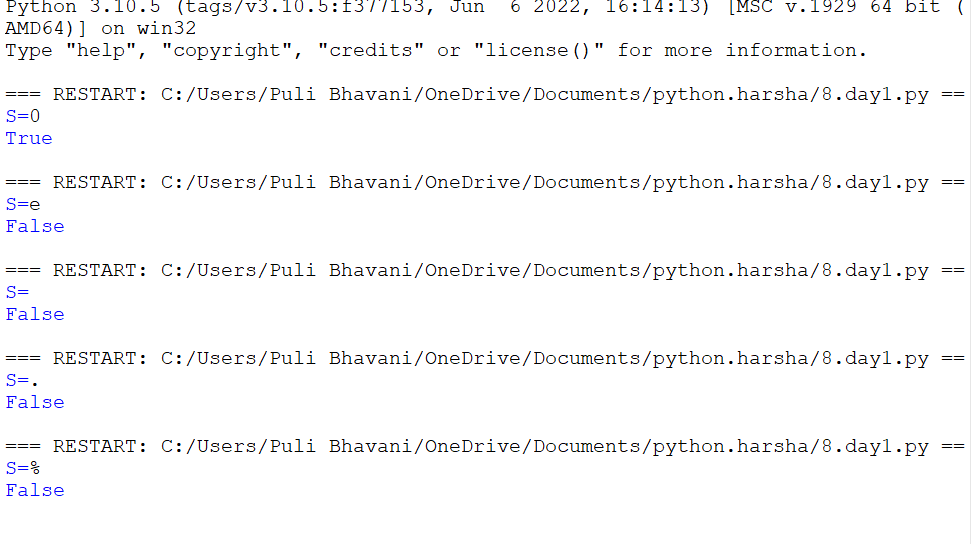 Python 3.10.5 (tags/v3.10.5:f377153, Jun  6 2022, 16:14:13) [MSC v.1929 64 bit (
AMD64)] on win32
Type "help", "copyright", "credits" or "license()" for more information.
=== RESTART: C:/Users/Puli Bhavani/OneDrive/Documents/python.harsha/8.day1.py ==
S=0
True
=== RESTART: C:/Users/Puli Bhavani/OneDrive/Documents/python.harsha/8.day1.py ==
S=e
False
=== RESTART: C:/Users/Puli Bhavani/OneDrive/Documents/python.harsha/8.day1.py ==
S=
False
=== RESTART: C:/Users/Puli Bhavani/OneDrive/Documents/python.harsha/8.day1.py ==
S=.
False
=== RESTART: C:/Users/Puli Bhavani/OneDrive/Documents/python.harsha/8.day1.py ==
S=%
False